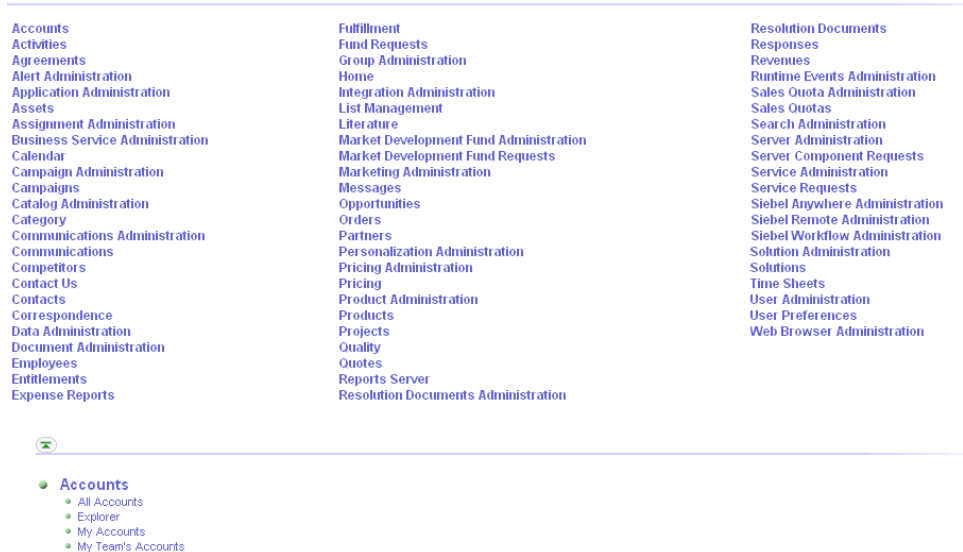 Accounts
Activities
Agreements
Alert Administration
Application Administration
Assets
Assignment Administration
Business Service Administration
Calendar
Campaign Administration
Campaigns
Catalog Administration
Category
Communications Administration
Communications
Competitors
Contact Us
Contacts
Correspondence
Data Administration
Document Administration
Employees
Entitlements
Expense Reports
Fulfillment
Fund Requests
Group Administration
Home
Integration Administration
List Management
Literature
Market Development Fund Administration
Market Development Fund Requests
Marketing Administration
Messages
Opportunities
Orders
Partners
Personalization Administration
Pricing Administration
Pricing
Product Administration
Products
Projects
Quality
Quotes
Reports Server
Resolution Documents Administration
Resolution Documents
Responses
Revenues
Runtime Events Administration
Sales Quota Administration
Sales Quotas
Search Administration
Server Administration
Server Component Requests
Service Administration
Service Requests
Siebel Anywhere Administration
Siebel Remote Administration
Siebel Workflow Administration
Solution Administration
Solutions
Time Sheets
User Administration
User Preferences
Web Browser Administration
Accounts
All Accounts
Explorer
My Accounts
My Team's Accounts